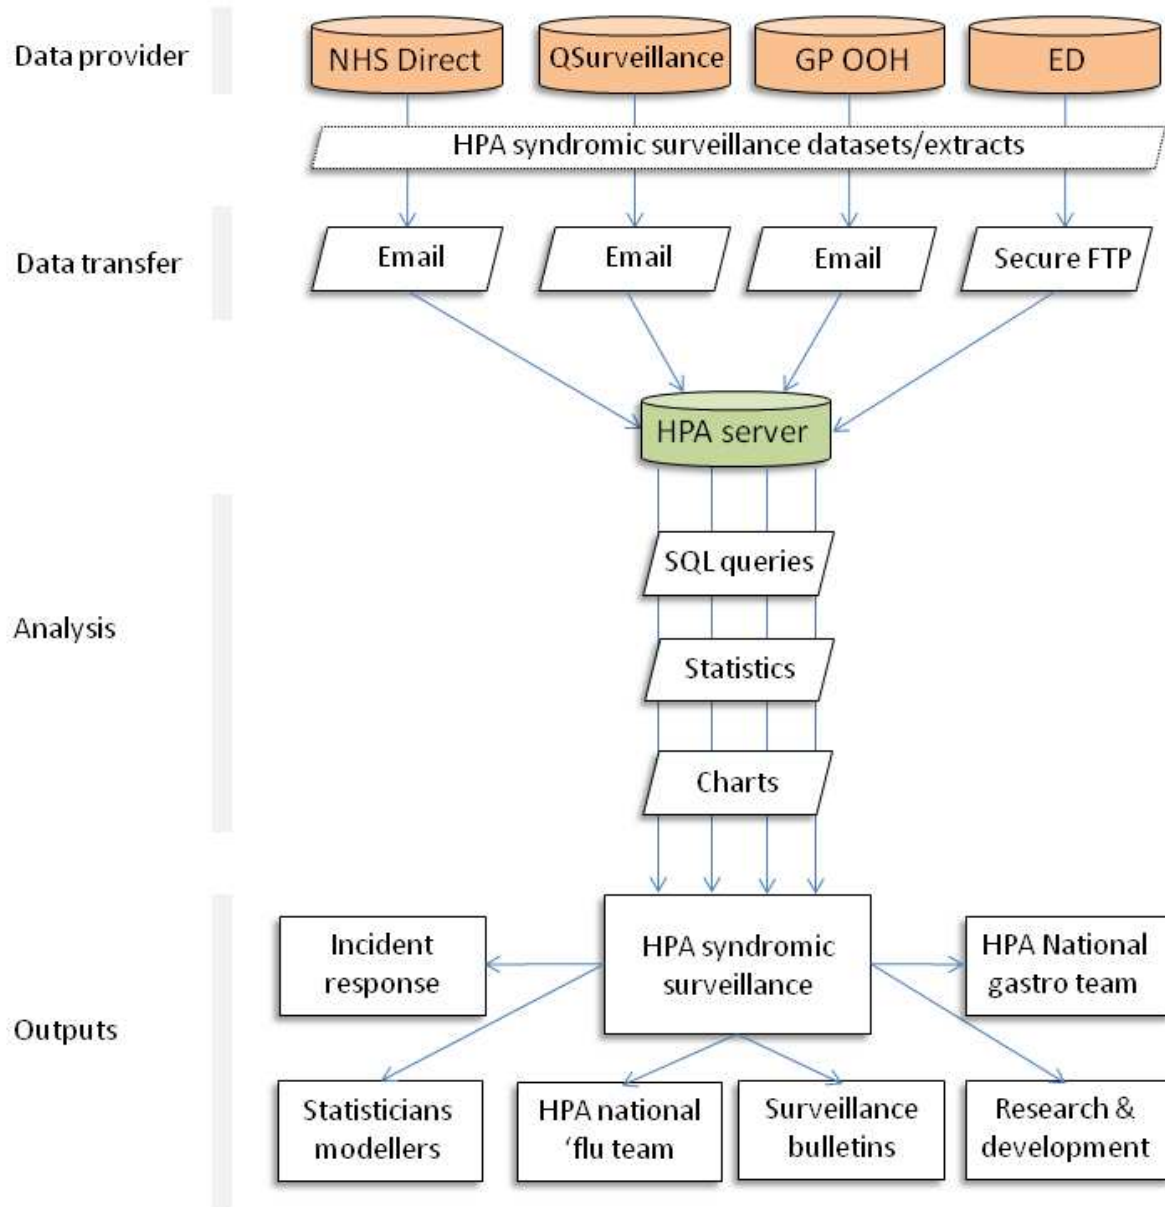 Data provider
NHS Direct
QSurveillance
GP OOH
ED
HPA syndromic surveillance datasets/extracts
Data transfer
Email
Email
Email
Secure FTP
HPA server
Analysis
SQL queries
Statistics
Charts
Outputs
Incident
response
HPA syndromic
surveillance
HPA National
gastro team
Statisticians
modellers
HPA national
‘flu team
Surveillance
bulletins
Research &
development